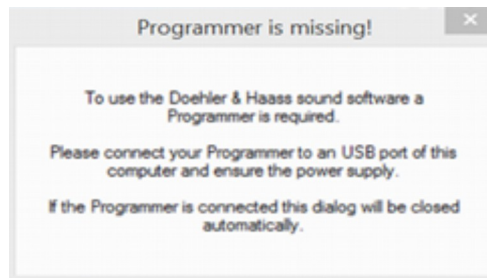 Programmer is missing!
To use the Doehler & Haass sound software a
Programmer is required.
Please connect your Programmer to an USB port of this
computer and ensure the power supply.
If the Programmer is connected this dialog will be closed
automatically.